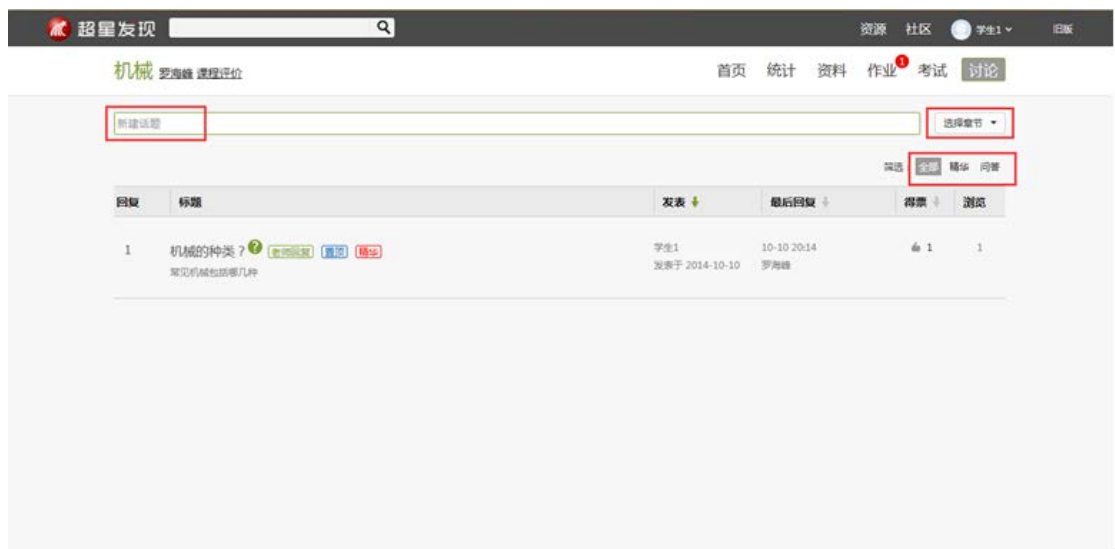 超星发现 资源 社区 学生1 旧版
机械 罗海峰 课程评价 首页 统计 资料 作业 1 考试 讨论
新建话题 选择章节
筛选 全部 精华 问答
回复 标题 发表 最后回复 得票 浏览
1 机械的种类？ 老师回复 置顶 精华 学生1 10-10 20:14 1 1
常见机械包括哪几种 发表于 2014-10-10 罗海峰